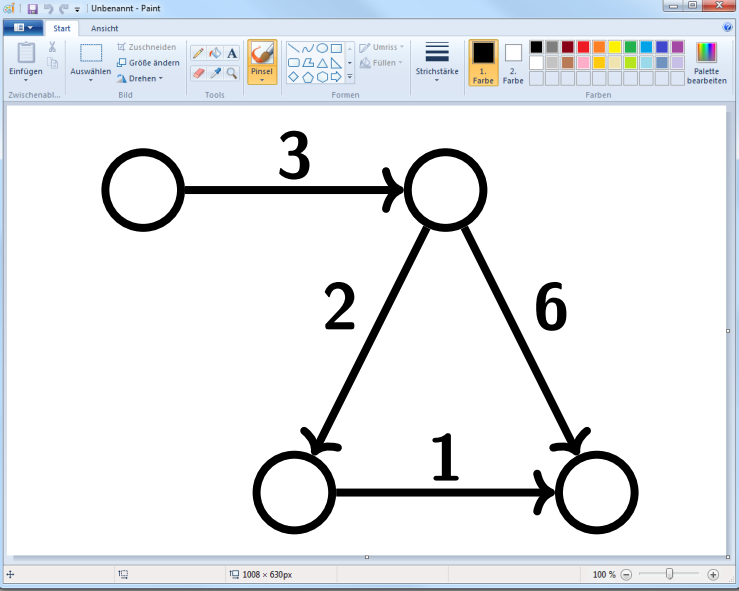 Unbenannt - Paint
Start Ansicht
Einfügen
Zwischenabl...
Auswählen
Zuschneiden
Größe ändern
Drehen
Bild
A
Tools
Pinsel
Umriss
Füllen
Formen
Strichstärke
1.
Farbe
2.
Farbe
Palette
bearbeiten
Farben
3
2
6
1
1008 × 630px
100 %